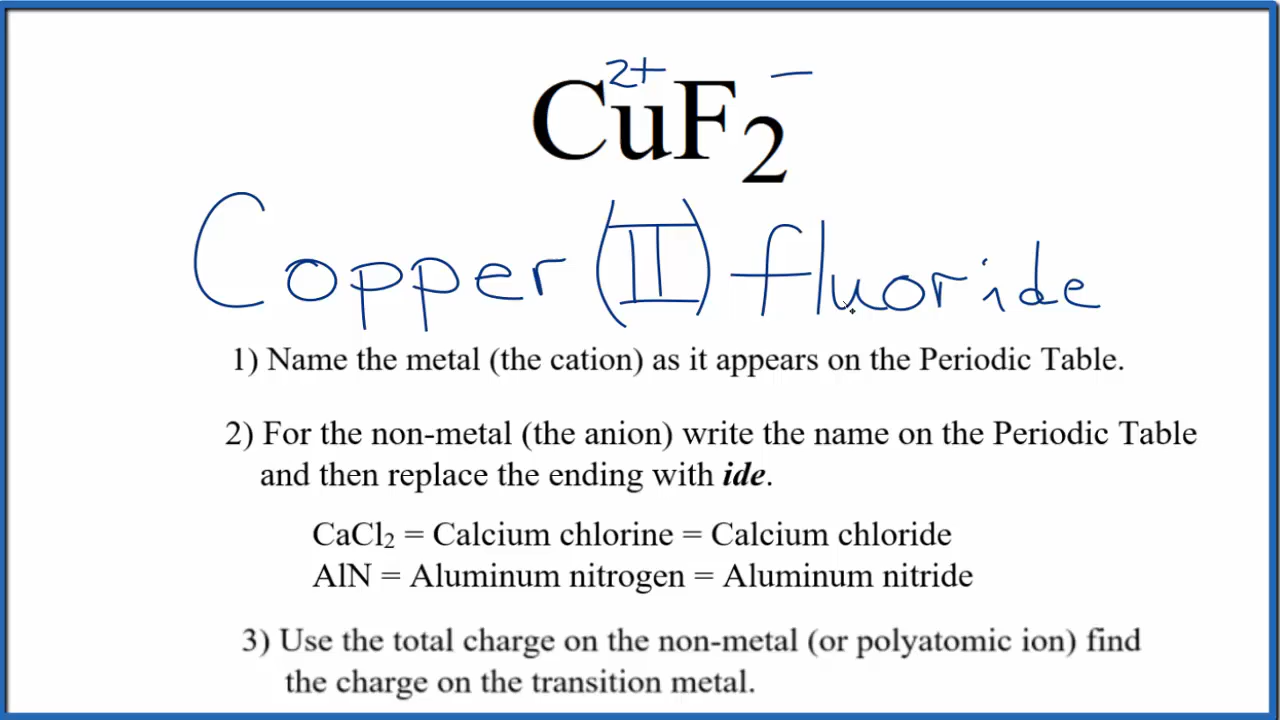 2+ −
CuF₂
Copper (II) fluoride
1) Name the metal (the cation) as it appears on the Periodic Table.
2) For the non-metal (the anion) write the name on the Periodic Table
and then replace the ending with ide.
CaCl₂ = Calcium chlorine = Calcium chloride
AlN = Aluminum nitrogen = Aluminum nitride
3) Use the total charge on the non-metal (or polyatomic ion) find
the charge on the transition metal.